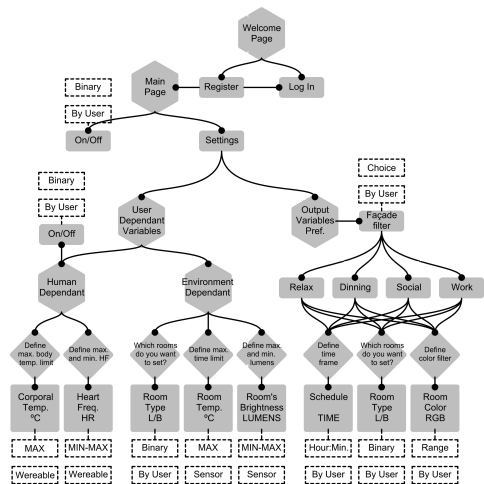 Welcome
Page
Main
Page
Register
Log In
Binary
By User
On/Off
Settings
Binary
By User
On/Off
User
Dependant
Variables
Output
Variables
Pref.
Choice
By User
Façade
filter
Human
Dependant
Environment
Dependant
Relax
Dinning
Social
Work
Define
max. body
temp. limit
Define max.
and min. HF
Which rooms
do you want
to set?
Define max.
time limit
Define max.
and min.
lumens
Define
time
frame
Which rooms
do you want
to set?
Define
color filter
Corporal
Temp.
ºC
Heart
Freq.
HR
Room
Type
L/B
Room
Temp.
ºC
Room's
Brightness
LUMENS
Schedule
TIME
Room
Type
L/B
Room
Color
RGB
MAX
MIN-MAX
Binary
MAX
MIN-MAX
Hour:Min.
Binary
Range
Wereable
Wereable
By User
Sensor
Sensor
By User
By User
By User